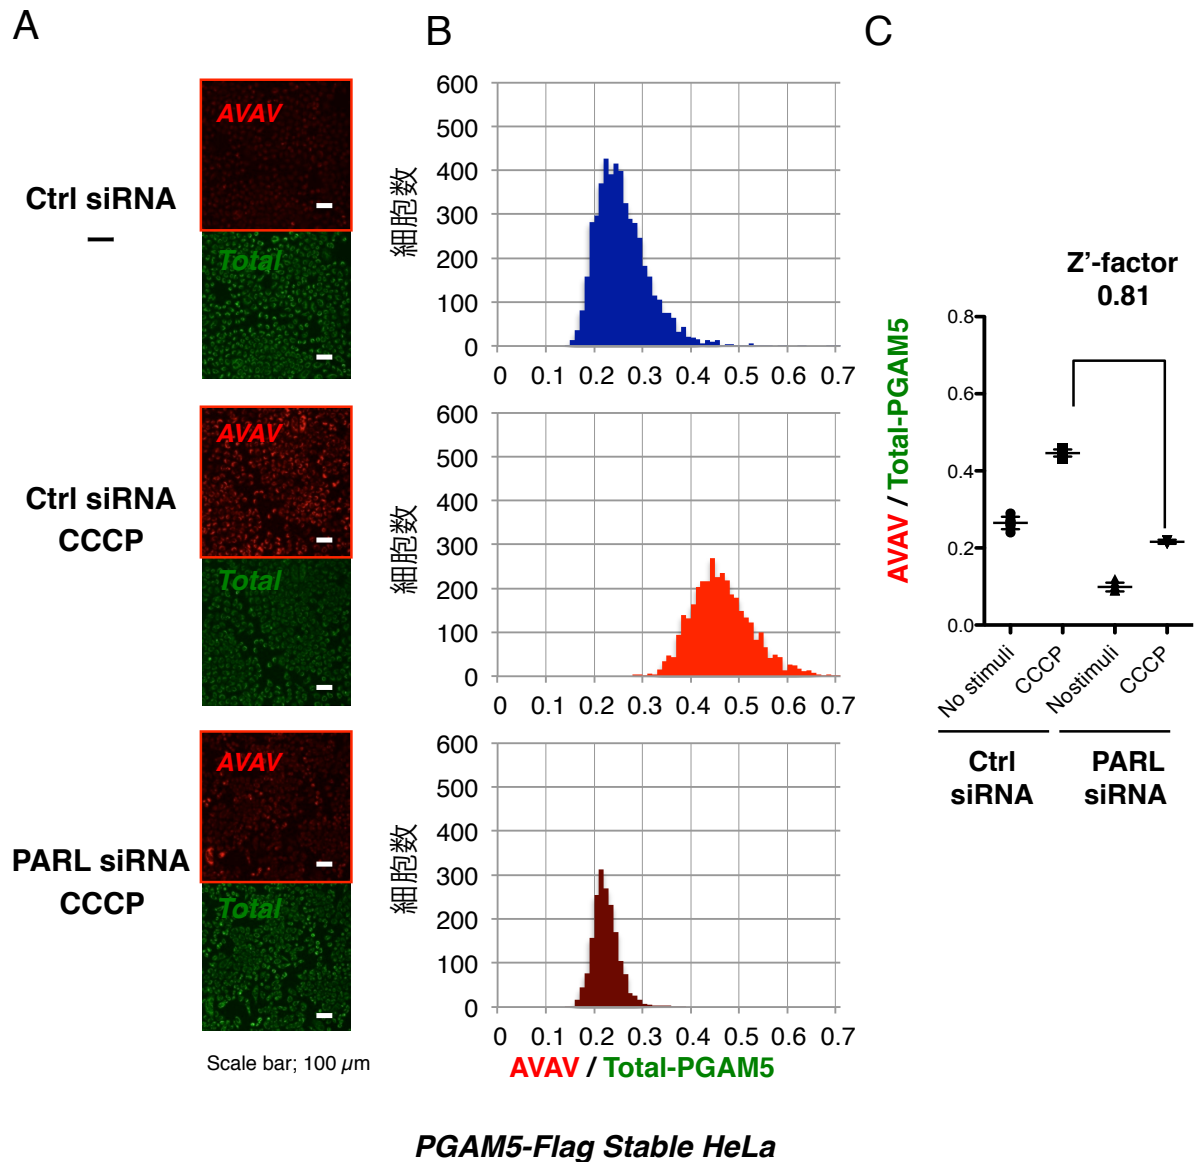 A
B
C
AVAV
Total
Ctrl siRNA
—
AVAV
Total
Ctrl siRNA
CCCP
AVAV
Total
PARL siRNA
CCCP
Scale bar; 100 µm
細胞数
600
500
400
300
200
100
0
0 0.1 0.2 0.3 0.4 0.5 0.6 0.7
細胞数
600
500
400
300
200
100
0
0 0.1 0.2 0.3 0.4 0.5 0.6 0.7
細胞数
600
500
400
300
200
100
0
0 0.1 0.2 0.3 0.4 0.5 0.6 0.7
AVAV / Total-PGAM5
Z’-factor
0.81
AVAV / Total-PGAM5
0.8
0.6
0.4
0.2
0.0
No stimuli
CCCP
Nostimuli
CCCP
Ctrl
siRNA
PARL
siRNA
PGAM5-Flag Stable HeLa